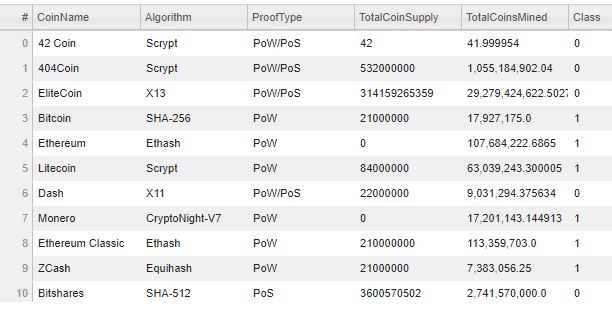 # CoinName Algorithm ProofType TotalCoinSupply TotalCoinsMined Class
0 42 Coin Scrypt PoW/PoS 42 41.999954 0
1 404Coin Scrypt PoW/PoS 532000000 1,055,184,902.04 0
2 EliteCoin X13 PoW/PoS 314159265359 29,279,424,622.5027 0
3 Bitcoin SHA-256 PoW 21000000 17,927,175.0 1
4 Ethereum Ethash PoW 0 107,684,222.6865 1
5 Litecoin Scrypt PoW 84000000 63,039,243.300005 1
6 Dash X11 PoW/PoS 22000000 9,031,294.375634 0
7 Monero CryptoNight-V7 PoW 0 17,201,143.144913 1
8 Ethereum Classic Ethash PoW 210000000 113,359,703.0 1
9 ZCash Equihash PoW 21000000 7,383,056.25 1
10 Bitshares SHA-512 PoS 3600570502 2,741,570,000.0 0